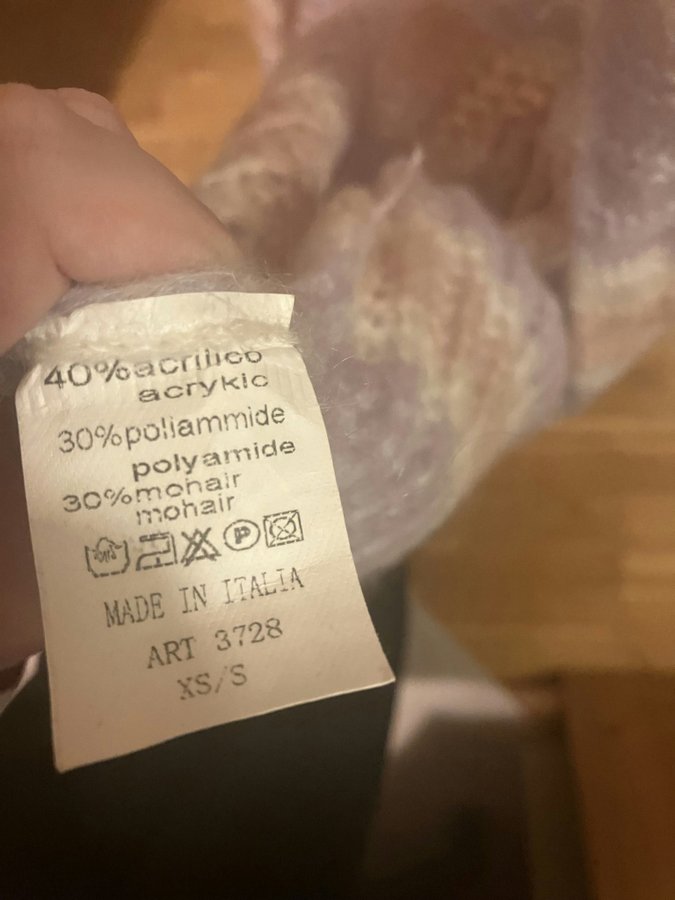 40%acrilico
acrykic
30%poliammide
polyamide
30%mohair
mohair
P
MADE IN ITALIA
ART 3728
XS/S